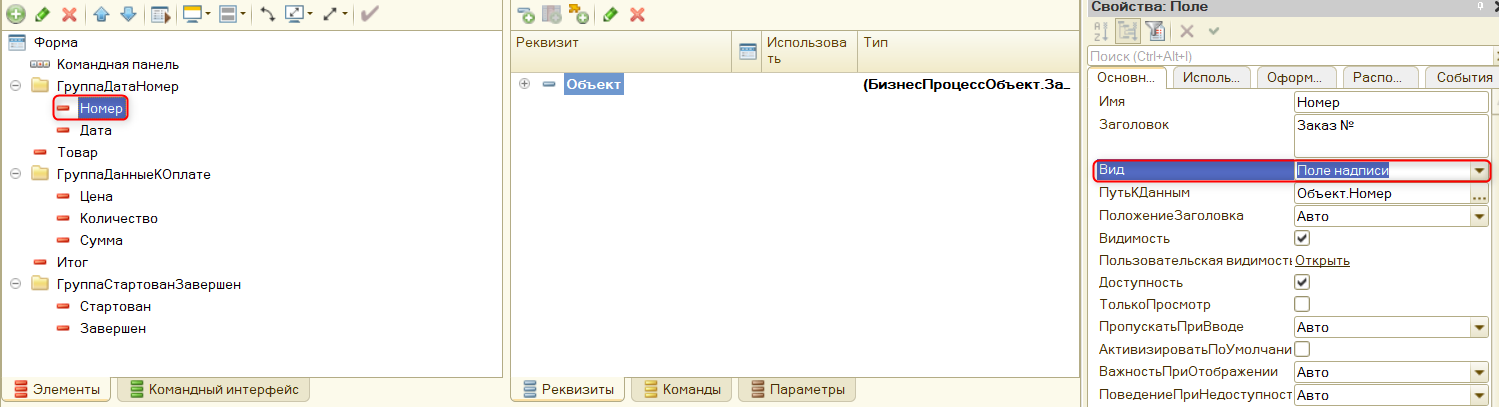 Форма
Командная панель
ГруппаДатаНомер
Номер
Дата
Товар
ГруппаДанныеКОплате
Цена
Количество
Сумма
Итог
ГруппаСтартованЗавершен
Стартован
Завершен
Элементы
Командный интерфейс
Реквизит
Использова
ть
Тип
Объект
(БизнесПроцессОбъект.За...
Реквизиты
Команды
Параметры
Свойства: Поле
Поиск (Ctrl+Alt+I)
Основн...
Исполь...
Оформ...
Распо...
События
Имя
Номер
Заголовок
Заказ №
Вид
Поле надписи
ПутьКДанным
Объект.Номер
...
ПоложениеЗаголовка
Авто
Видимость
Пользовательская видимость
Открыть
Доступность
ТолькоПросмотр
ПропускатьПриВводе
Авто
АктивизироватьПоУмолчани
ВажностьПриОтображении
Авто
ПоведениеПриНедоступност
Авто